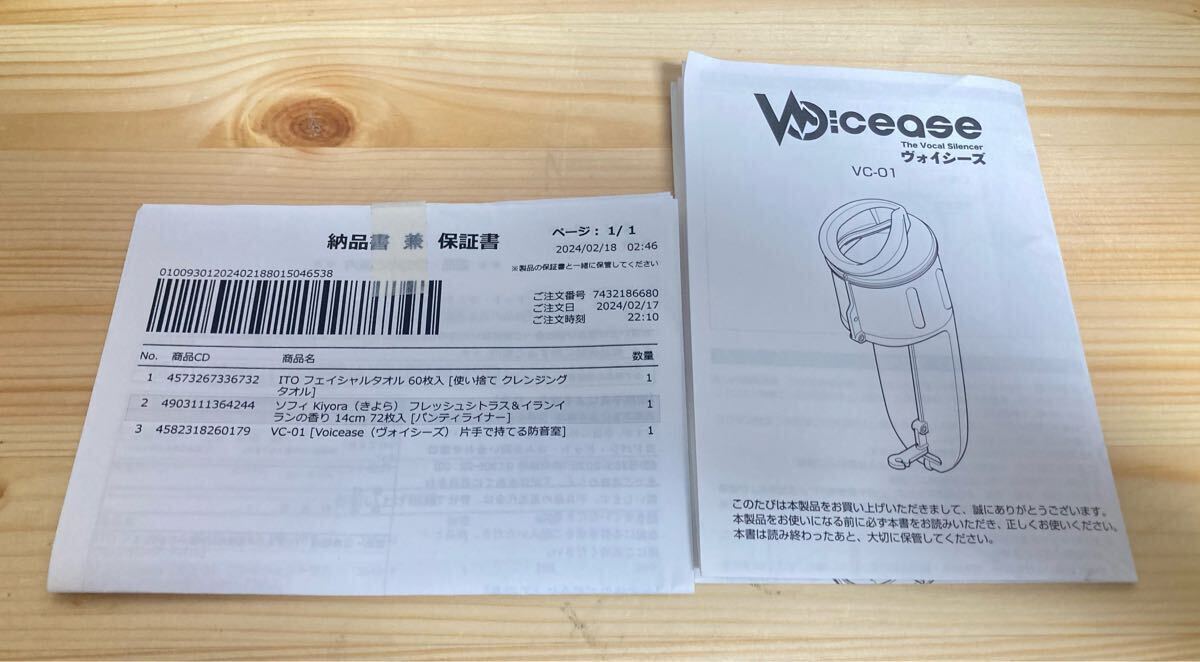 納品書 兼 保証書
ページ: 1/ 1
2024/02/18 02:46
※製品の保証書と一緒に保管してください
010093012024021880150465​38
ご注文番号 7432186680
ご注文日 2024/02/17
ご注文時刻 22:10
No. 商品CD 商品名 数量
1 4573267336732 ITO フェイシャルタオル 60枚入 [使い捨て クレンジング 1
タオル]
2 4903111364244 ソフィ Kiyora(きよら) フレッシュシトラス&イランイ 1
ランの香り 14cm 72枚入 [パンティライナー]
3 4582318260179 VC-01 [Voicease(ヴォイシーズ) 片手で持てる防音室] 1
Voicease
The Vocal Silencer
ヴォイシーズ
VC-01
このたびは本製品をお買い上げいただきまして、誠にありがとうございます。
本製品をお使いになる前に必ず本書をお読みいただき、正しくお使いください。
本書は読み終わったあと、大切に保管してください。